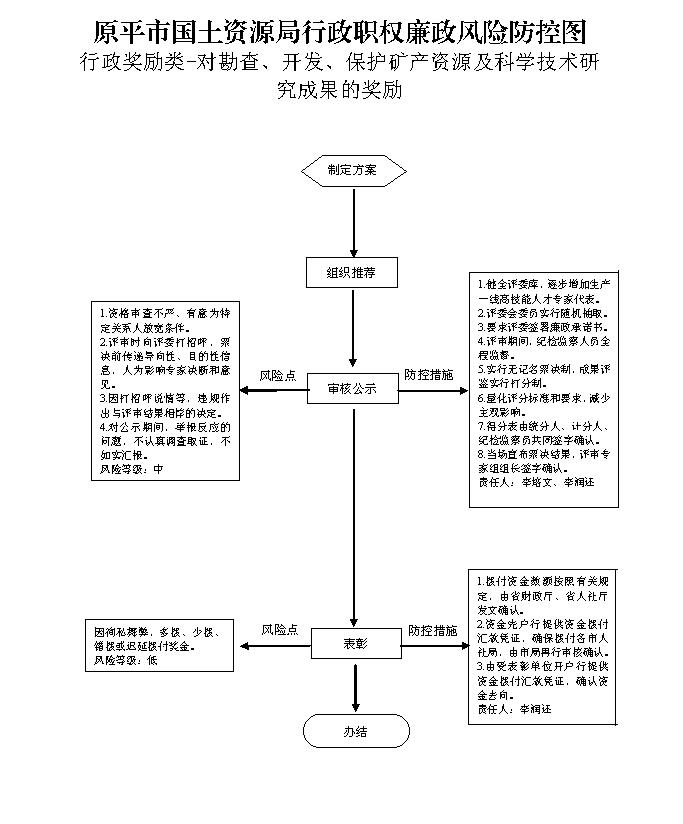 原平市国土资源局行政职权廉政风险防控图
行政奖励类-对勘查、开发、保护矿产资源及科学技术研
究成果的奖励
制定方案
组织推荐
1.资格审查不严、有意为特
定关系人放宽条件。
2.评审时向评委打招呼，票
决前传递导向性、目的性信
息，人为影响专家决断和意
见。
3.因打招呼说情等，违规作
出与评审结果相悖的决定。
4.对公示期间，举报反应的
问题，不认真调查取证，不
如实汇报。
风险等级：中
风险点
审核公示
防控措施
1.健全评委库，逐步增加生产
一线高技能人才专家代表。
2.评委会委员实行随机抽取。
3.要求评委签署廉政承诺书。
4.评审期间，纪检监察人员全
程监督。
5.实行无记名票决制，成果评
鉴实行打分制。
6.量化评分标准和要求，减少
主观影响。
7.得分表由统分人、计分人、
纪检监察员共同签字确认。
8.当场宣布票决结果，评审专
家组组长签字确认。
责任人：李培文、李润还
因徇私舞弊，多拨、少拨、
错拨或迟延拨付奖金。
风险等级：低
风险点
表彰
防控措施
1.拨付资金数额按照有关规
定，由省财政厅、省人社厅
发文确认。
2.资金先户行提供资金拨付
汇款凭证，确保拨付各市人
社局，由市局再行审核确认。
3.由受表彰单位开户行提供
资金拨付汇款凭证，确认资
金去向。
责任人：李润还
办结